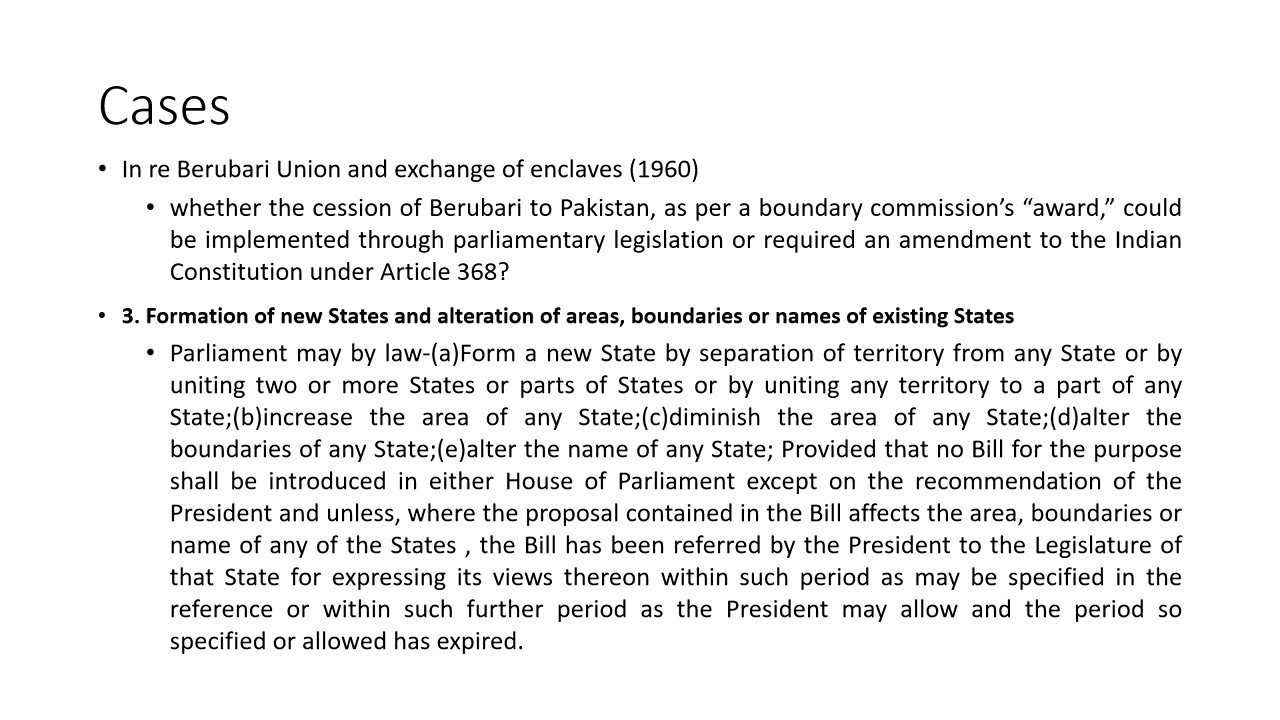 Cases
• In re Berubari Union and exchange of enclaves (1960)
• whether the cession of Berubari to Pakistan, as per a boundary commission’s “award,” could
be implemented through parliamentary legislation or required an amendment to the Indian
Constitution under Article 368?
• 3. Formation of new States and alteration of areas, boundaries or names of existing States
• Parliament may by law-(a)Form a new State by separation of territory from any State or by
uniting two or more States or parts of States or by uniting any territory to a part of any
State;(b)increase the area of any State;(c)diminish the area of any State;(d)alter the
boundaries of any State;(e)alter the name of any State; Provided that no Bill for the purpose
shall be introduced in either House of Parliament except on the recommendation of the
President and unless, where the proposal contained in the Bill affects the area, boundaries or
name of any of the States , the Bill has been referred by the President to the Legislature of
that State for expressing its views thereon within such period as may be specified in the
reference or within such further period as the President may allow and the period so
specified or allowed has expired.